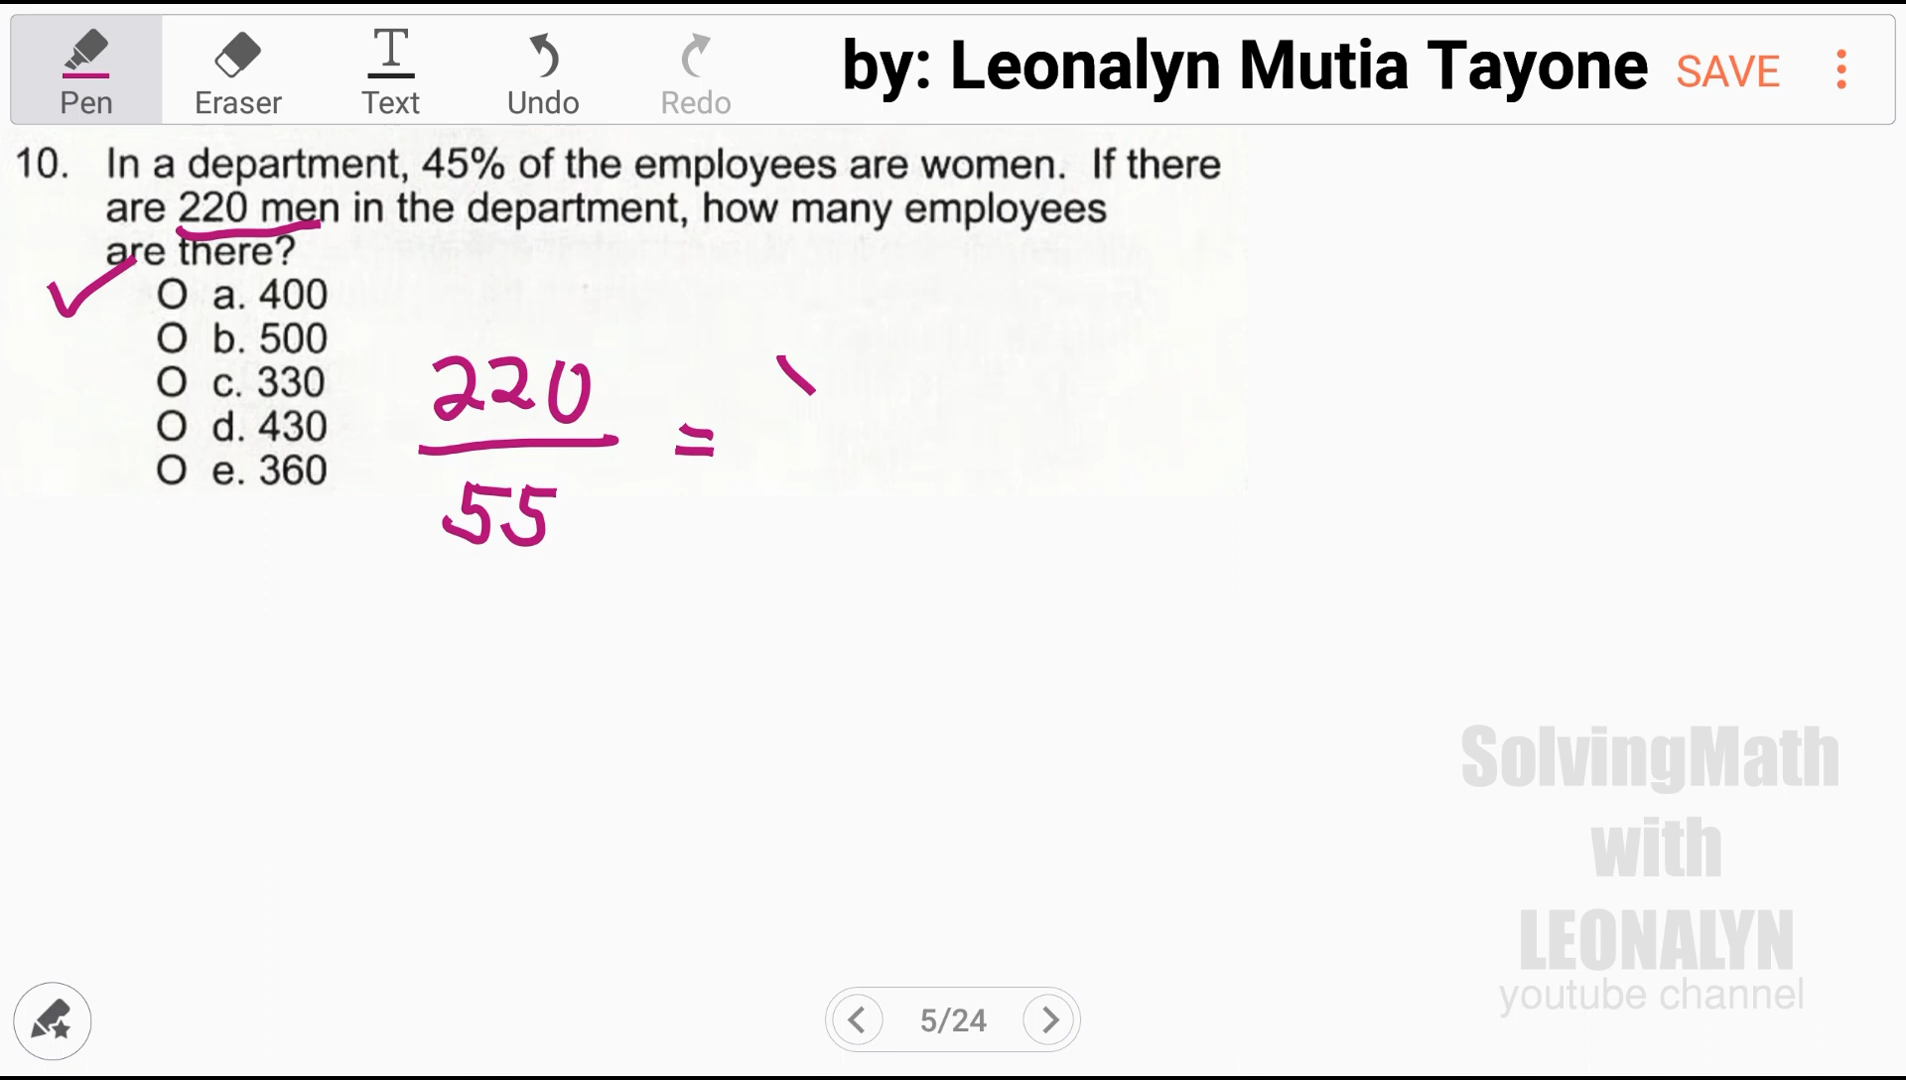 Pen
Eraser
Text
Undo
Redo
by: Leonalyn Mutia Tayone
SAVE
10. In a department, 45% of the employees are women. If there
are 220 men in the department, how many employees
are there?
O a. 400
O b. 500
O c. 330
O d. 430
O e. 360
220
=
55
SolvingMath
with
LEONALYN
youtube channel
5/24